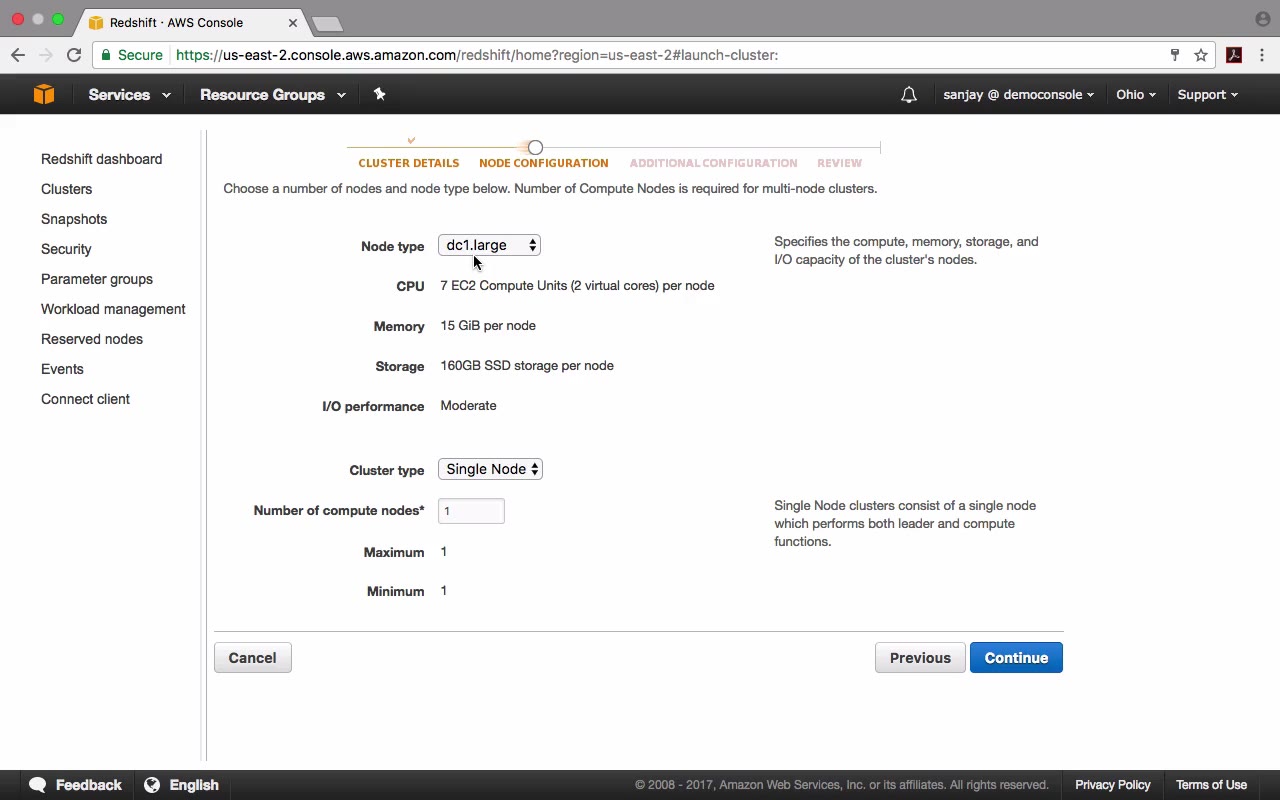 Redshift · AWS Console
Secure https://us-east-2.console.aws.amazon.com/redshift/home?region=us-east-2#launch-cluster:
Services Resource Groups sanjay @ democonsole Ohio Support
Redshift dashboard
Clusters
Snapshots
Security
Parameter groups
Workload management
Reserved nodes
Events
Connect client
CLUSTER DETAILS NODE CONFIGURATION ADDITIONAL CONFIGURATION REVIEW
Choose a number of nodes and node type below. Number of Compute Nodes is required for multi-node clusters.
Node type dc1.large
Specifies the compute, memory, storage, and
I/O capacity of the cluster's nodes.
CPU 7 EC2 Compute Units (2 virtual cores) per node
Memory 15 GiB per node
Storage 160GB SSD storage per node
I/O performance Moderate
Cluster type Single Node
Number of compute nodes* 1
Single Node clusters consist of a single node
which performs both leader and compute
functions.
Maximum 1
Minimum 1
Cancel Previous Continue
Feedback English © 2008 - 2017, Amazon Web Services, Inc. or its affiliates. All rights reserved. Privacy Policy Terms of Use